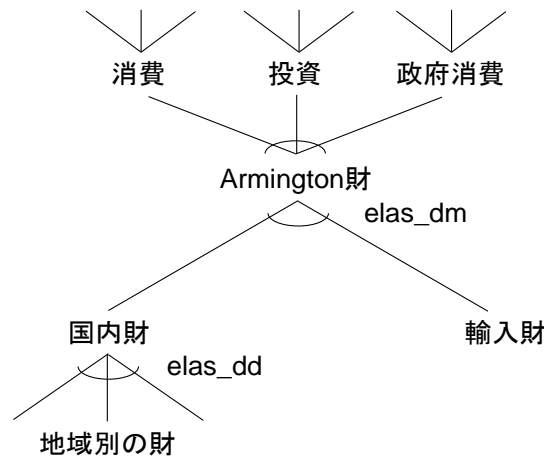 消費
投資
政府消費
Armington財
elas_dm
国内財
輸入財
elas_dd
地域別の財